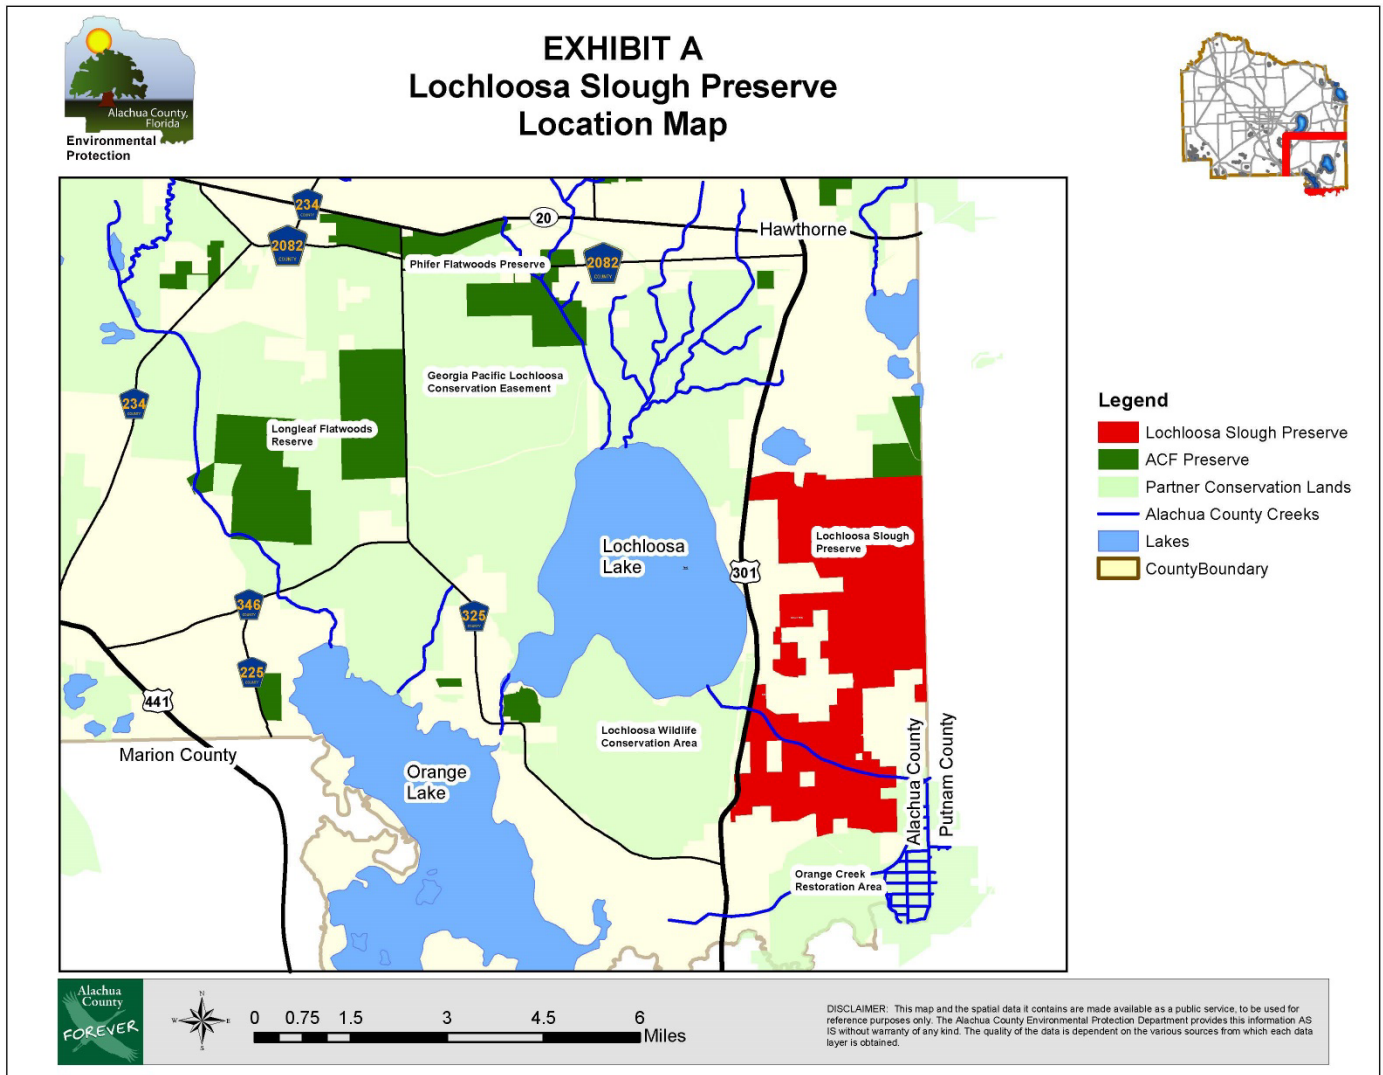 EXHIBIT A
Lochloosa Slough Preserve
Location Map
Alachua County,
Florida
Environmental
Protection
234
COUNTY
20
2082
COUNTY
Hawthorne
Phifer Flatwoods Preserve
2082
COUNTY
Georgia Pacific Lochloosa
Conservation Easement
234
COUNTY
Longleaf Flatwoods
Reserve
Lochloosa Slough
Preserve
Lochloosa
Lake
301
346
COUNTY
325
COUNTY
225
COUNTY
441
Lochloosa Wildlife
Conservation Area
Marion County
Orange
Lake
Alachua County
Putnam County
Orange Creek
Restoration Area
Legend
Lochloosa Slough Preserve
ACF Preserve
Partner Conservation Lands
Alachua County Creeks
Lakes
CountyBoundary
Alachua
County
FOREVER
N
W
E
S
0 0.75 1.5 3 4.5 6
Miles
DISCLAIMER: This map and the spatial data it contains are made available as a public service, to be used for
reference purposes only. The Alachua County Environmental Protection Department provides this information AS
IS without warranty of any kind. The quality of the data is dependent on the various sources from which each data
layer is obtained.